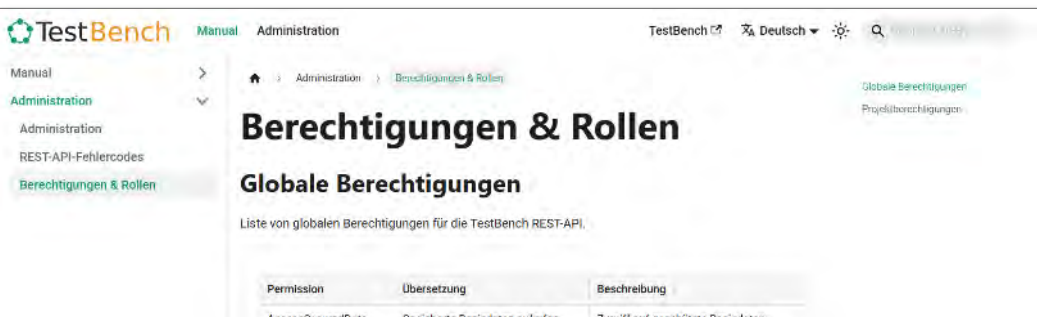 TestBench
Manual Administration
TestBench Deutsch
Manual
Administration
Administration
REST-API-Fehlercodes
Berechtigungen & Rollen
Administration Berechtigungen & Rollen
Berechtigungen & Rollen
Globale Berechtigungen
Liste von globalen Berechtigungen für die TestBench REST-API.
Permission Übersetzung Beschreibung
Globale Berechtigungen
Projektberechtigungen